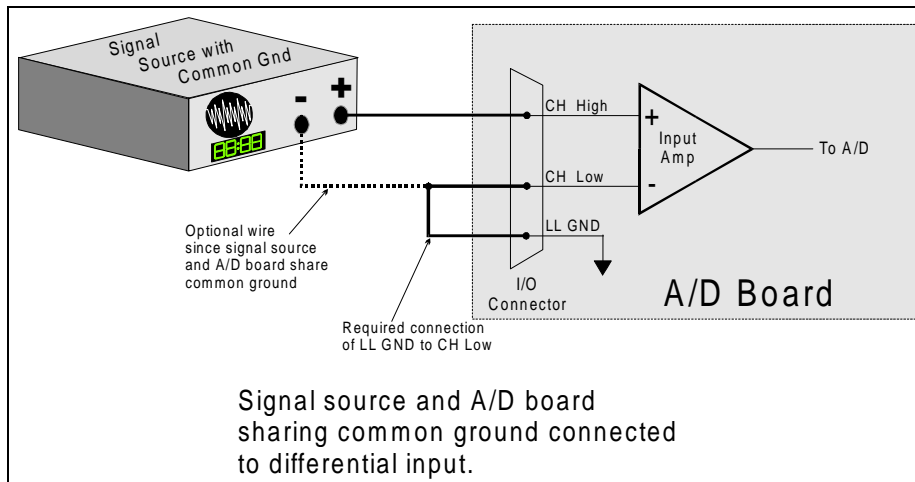 Signal
Source with
Common Gnd
- +
88:88
CH High
+
Input
Amp
To A/D
CH Low
-
Optional wire
since signal source
and A/D board share
common ground
LL GND
I/O
Connector
A/D Board
Required connection
of LL GND to CH Low
Signal source and A/D board
sharing common ground connected
to differential input.